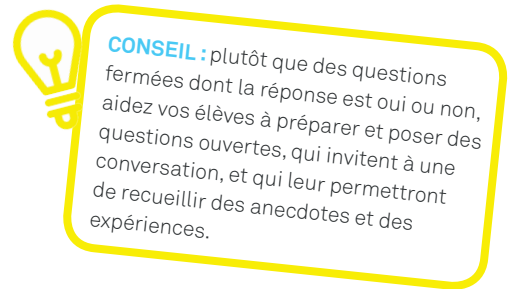 CONSEIL : plutôt que des questions
fermées dont la réponse est oui ou non,
aidez vos élèves à préparer et poser des
questions ouvertes, qui invitent à une
conversation, et qui leur permettront
de recueillir des anecdotes et des
expériences.